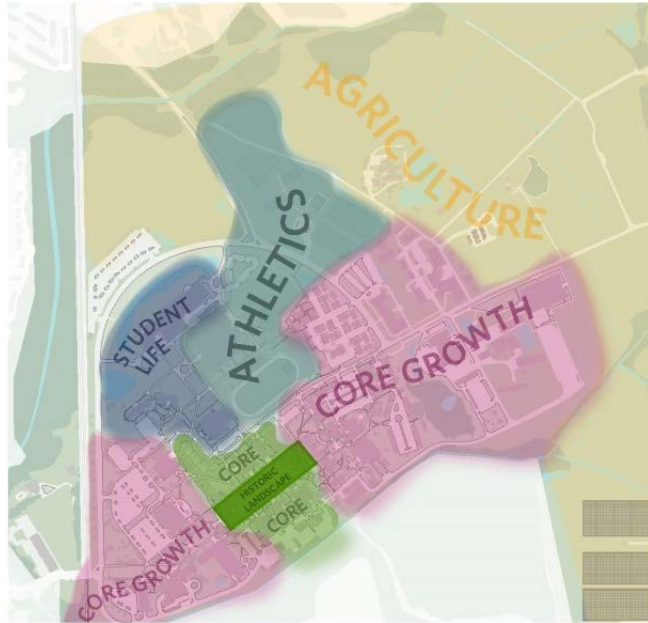 AGRICULTURE
ATHLETICS
STUDENT
LIFE
CORE GROWTH
CORE
HISTORIC
LANDSCAPE
CORE
CORE GROWTH